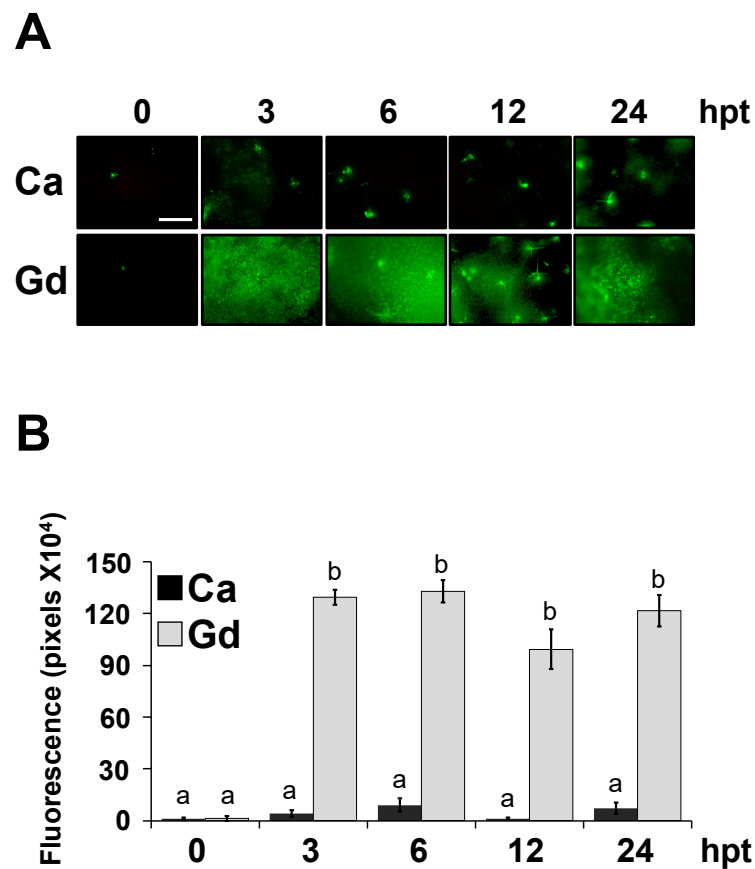 A
0 3 6 12 24 hpt
Ca
Gd
B
Fluorescence (pixels X10⁴)
150
120
90
60
30
0
Ca
Gd
a a a b a b a b a b
0 3 6 12 24 hpt